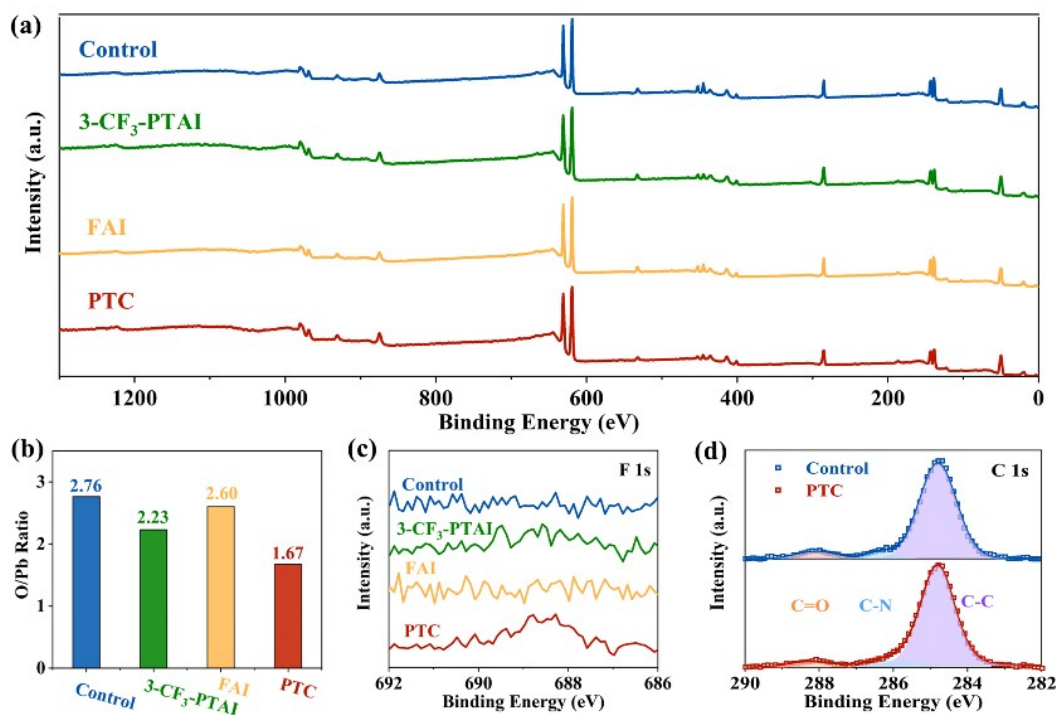 (a)
Control
3-CF₃-PTAI
FAI
PTC
Intensity (a.u.)
1200 1000 800 600 400 200 0
Binding Energy (eV)
(b)
O/Pb Ratio
3
2
1
0
2.76
2.23
2.60
1.67
Control
3-CF₃-PTAI
FAI
PTC
(c)
F 1s
Intensity (a.u.)
Control
3-CF₃-PTAI
FAI
PTC
692 690 688 686
Binding Energy (eV)
(d)
Control
PTC
C 1s
Intensity (a.u.)
C=O C-N C-C
290 288 286 284 282
Binding Energy (eV)